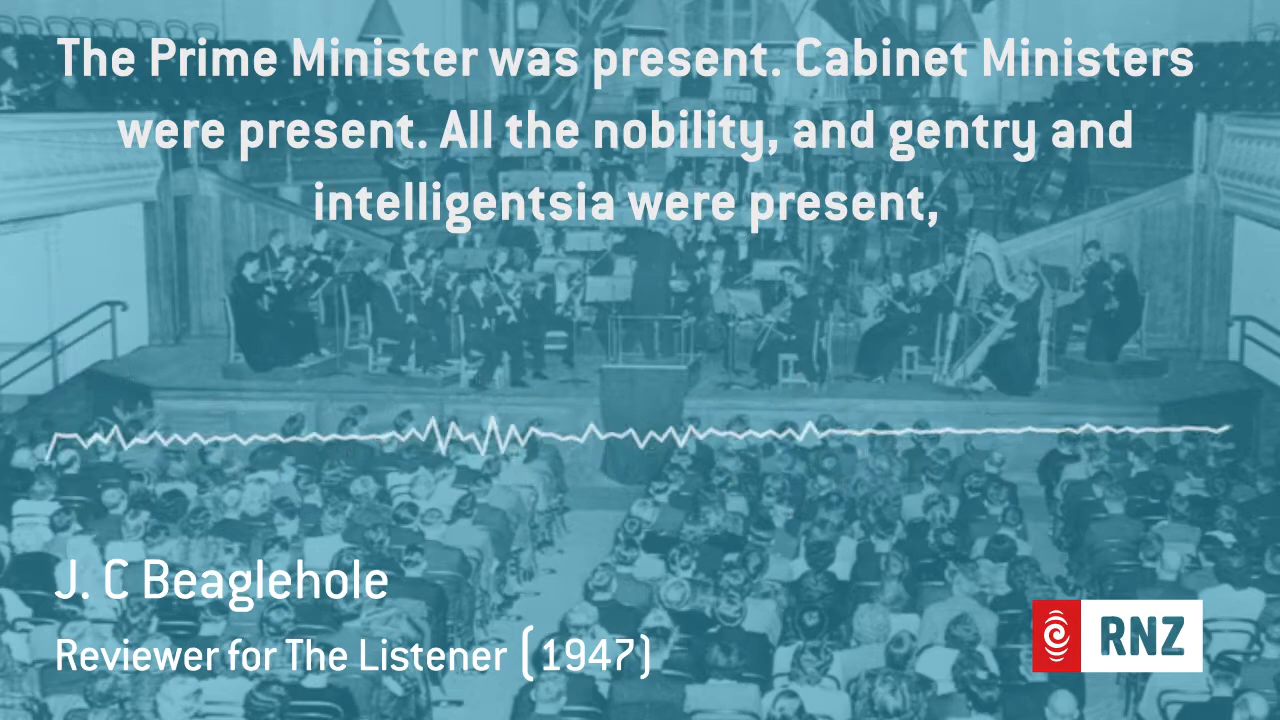 The Prime Minister was present. Cabinet Ministers
were present. All the nobility, and gentry and
intelligentsia were present,
J. C Beaglehole
Reviewer for The Listener (1947)
RNZ